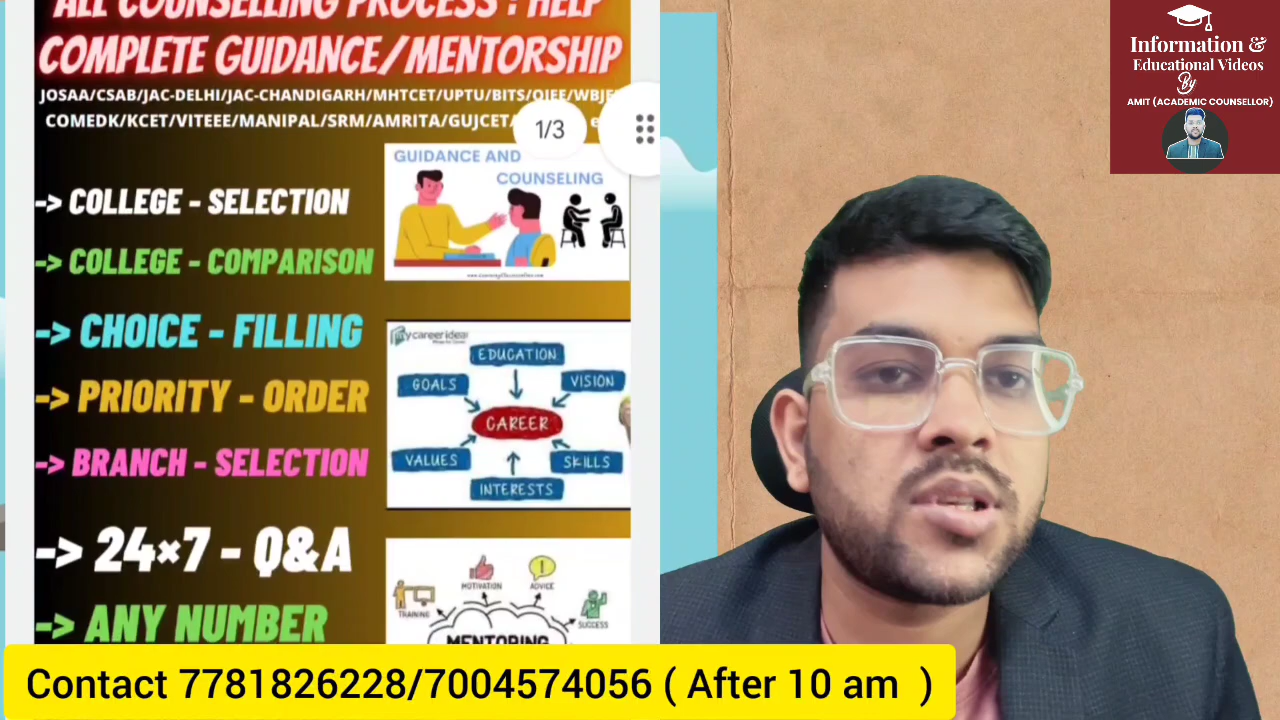 ALL COUNSELLING PROCESS : HELP
COMPLETE GUIDANCE/MENTORSHIP
JOSAA/CSAB/JAC-DELHI/JAC-CHANDIGARH/MHTCET/UPTU/BITS/OJEE/WBJEE
COMEDK/KCET/VITEEE/MANIPAL/SRM/AMRITA/GUJCET/
1/3
GUIDANCE AND
COUNSELING
-> COLLEGE - SELECTION
-> COLLEGE - COMPARISON
-> CHOICE - FILLING
-> PRIORITY - ORDER
-> BRANCH - SELECTION
-> 24×7 - Q&A
-> ANY NUMBER
mycareerideaz
EDUCATION
GOALS
VISION
CAREER
VALUES
SKILLS
INTERESTS
MOTIVATION
ADVICE
TRAINING
SUCCESS
MENTORING
Contact 7781826228/7004574056 ( After 10 am )
Information &
Educational Videos
By
AMIT (ACADEMIC COUNSELLOR)